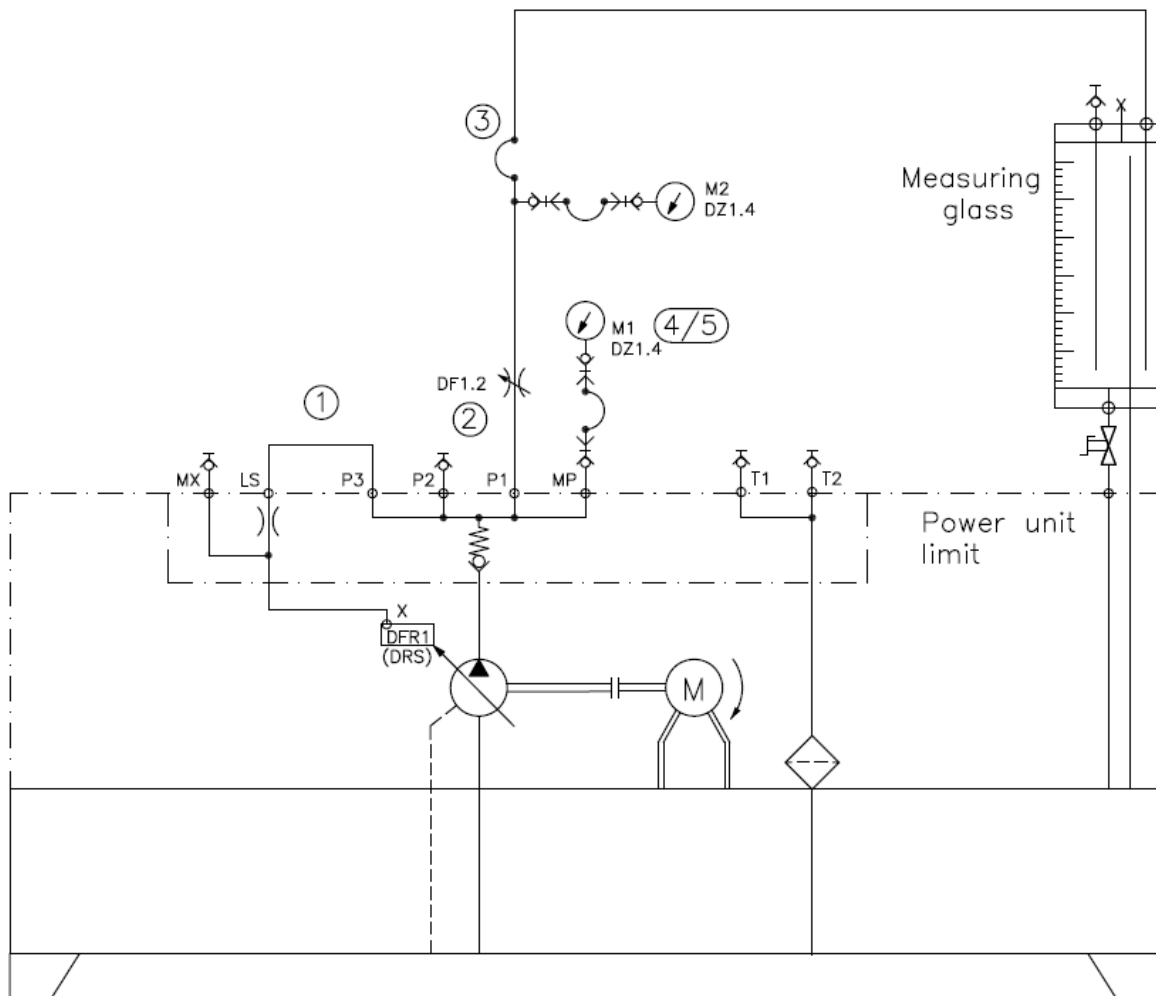 3
X
M2
DZ1.4
Measuring
glass
M1
DZ1.4
4/5
DF1.2
1
2
MX
LS
P3
P2
P1
MP
T1
T2
Power unit
limit
X
DFR1
(DRS)
M